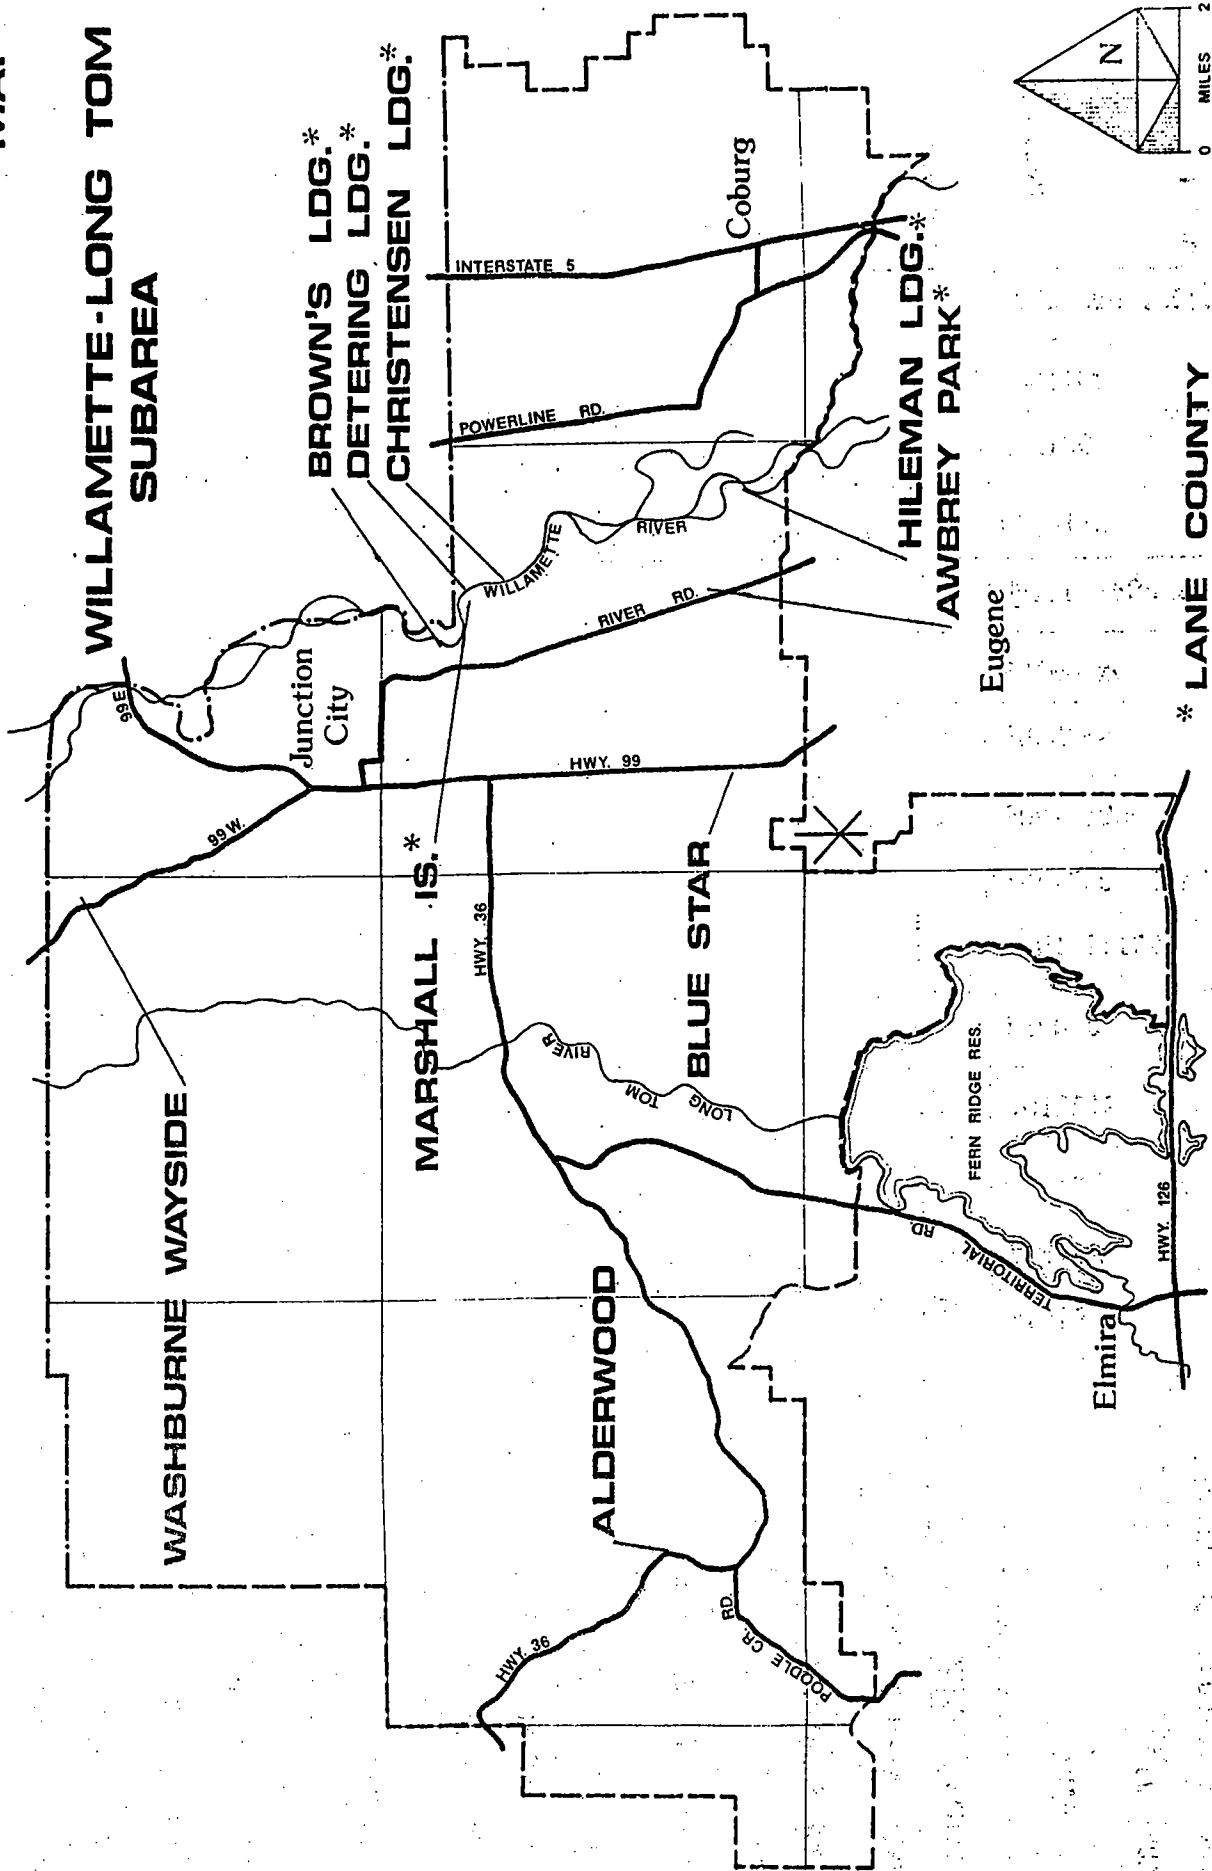 WILLAMETTE-LONG TOM
SUBAREA
BROWN'S LDG.*
DETERING LDG.*
CHRISTENSEN LDG.*
WASHBURNE WAYSIDE
99W.
99E
Junction
City
MARSHALL IS.*
HWY. 36
HWY. 99
RIVER RD.
WILLAMETTE
RIVER
POWERLINE RD.
INTERSTATE 5
Coburg
HILEMAN LDG.*
AWBREY PARK*
Eugene
BLUE STAR
LONG
TOM
RIVER
ALDERWOOD
HWY. 36
POODLE CR.
RD.
TERRITORIAL
RD.
FERN RIDGE RES.
Elmira
HWY. 126
* LANE COUNTY
N
0 MILES 2